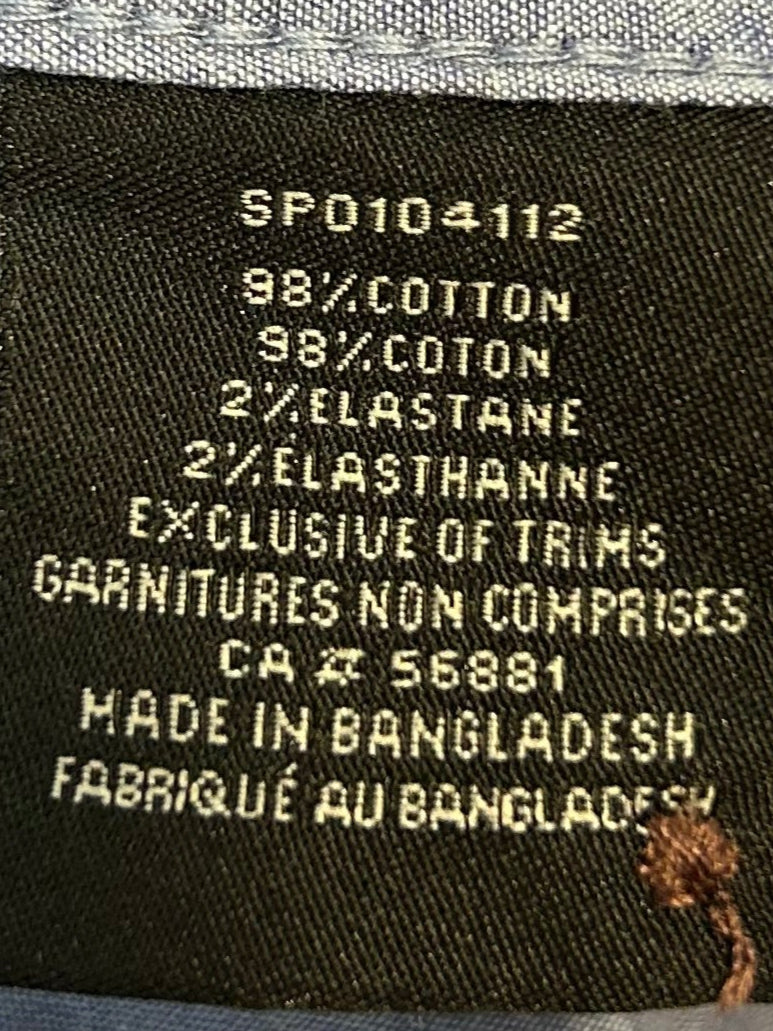 SP0104112
98% COTTON
98% COTON
2% ELASTANE
2% ÉLASTHANNE
EXCLUSIVE OF TRIMS
GARNITURES NON COMPRISES
CA # 56881
MADE IN BANGLADESH
FABRIQUÉ AU BANGLADESH